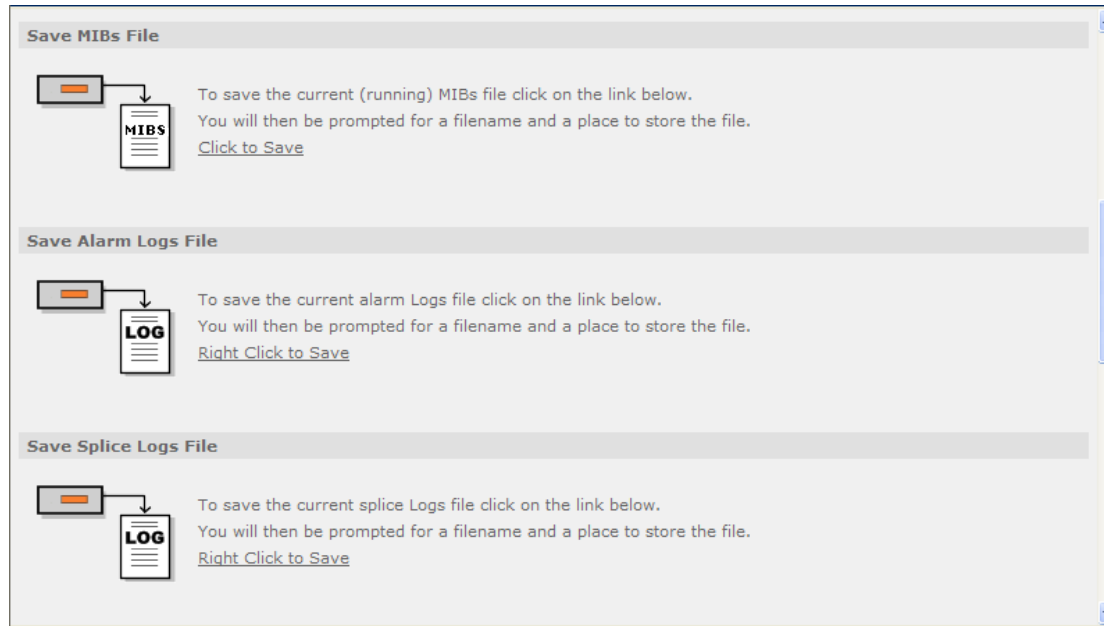 Save MIBs File
MIBS
To save the current (running) MIBs file click on the link below.
You will then be prompted for a filename and a place to store the file.
Click to Save
Save Alarm Logs File
LOG
To save the current alarm Logs file click on the link below.
You will then be prompted for a filename and a place to store the file.
Right Click to Save
Save Splice Logs File
LOG
To save the current splice Logs file click on the link below.
You will then be prompted for a filename and a place to store the file.
Right Click to Save